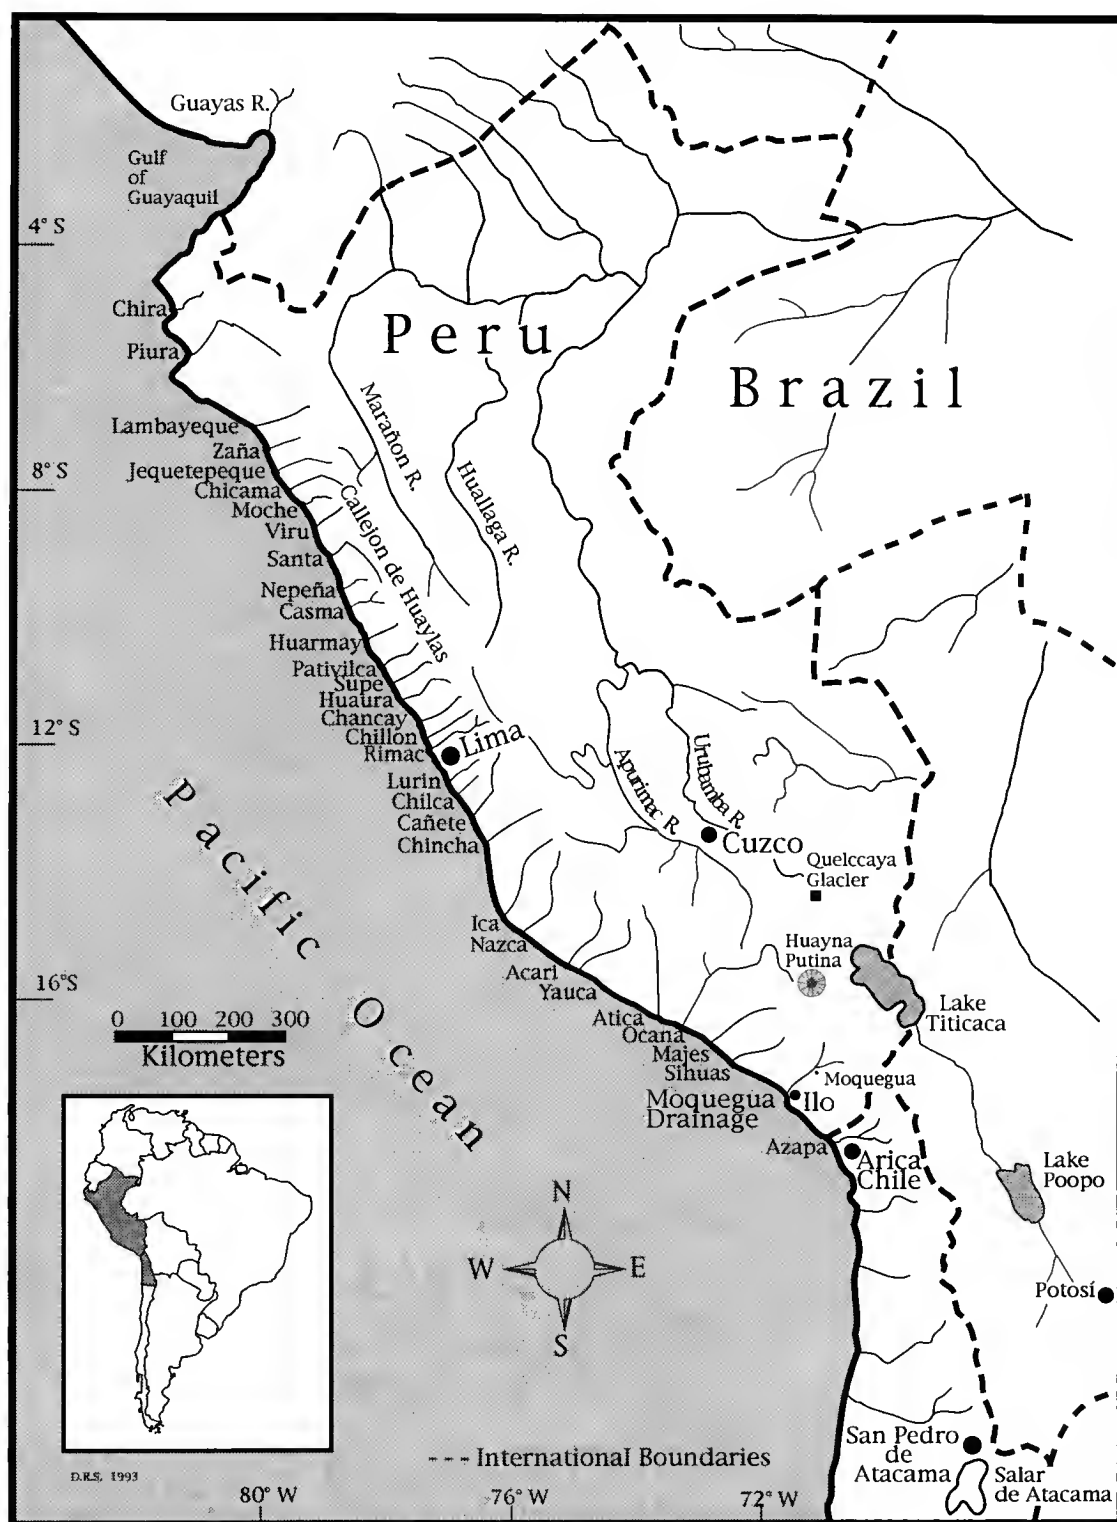 Guayas R.
Gulf
of
Guayaquil
4° S
Chira
Piura
Peru
Brazil
Marañon R.
Huallaga R.
Callejon de Huaylas
Lambayeque
Zaña
8° S
Jequetepeque
Chicama
Moche
Viru
Santa
Nepeña
Casma
Huarmay
Pativilca
Supe
Huaura
Chancay
12° S
Chillon
Rimac
Lima
Lurin
Chilca
Cañete
Chincha
Apurimac R.
Urubamba R.
Cuzco
Quelccaya
Glacier
Pacific
Ocean
Ica
Nazca
Acari
Yauca
Huayna
Putina
Lake
Titicaca
16°S
Atica
Ocana
Majes
Sihuas
Moquegua
Drainage
Moquegua
Ilo
0 100 200 300
Kilometers
Azapa
Arica
Chile
Lake
Poopo
Potosí
N
W E
S
San Pedro
de
Atacama
Salar
de Atacama
--- International Boundaries
D.R.S. 1993
80° W
76° W
72° W